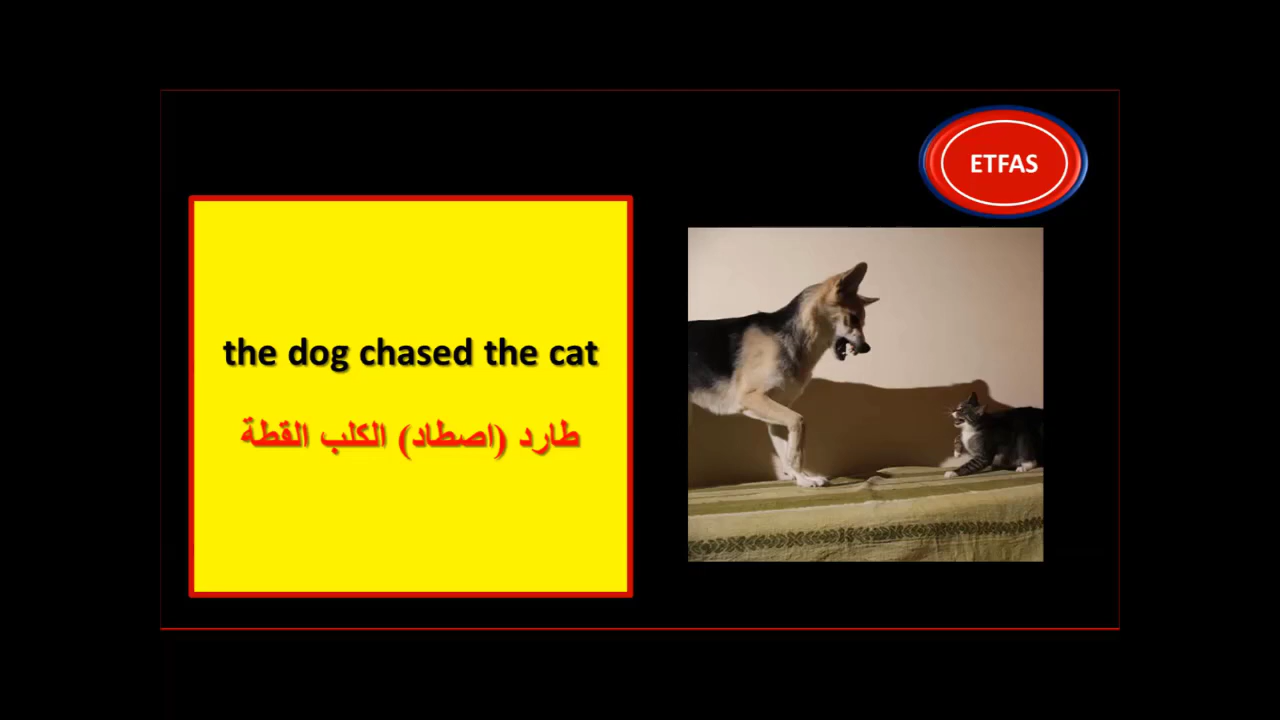 ETFAS
the dog chased the cat
طارد (اصطاد) الكلب القطة